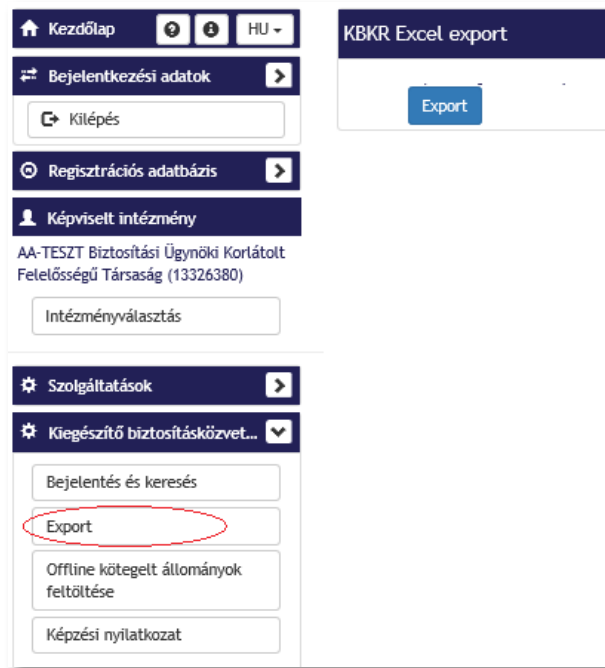 Kezdőlap
HU
Bejelentkezési adatok
Kilépés
Regisztrációs adatbázis
Képviselt intézmény
AA-TESZT Biztosítási Ügynöki Korlátolt
Felelősségű Társaság (13326380)
Intézményválasztás
Szolgáltatások
Kiegészítő biztosításközvet...
Bejelentés és keresés
Export
Offline kötegelt állományok
feltöltése
Képzési nyilatkozat
KBKR Excel export
Export